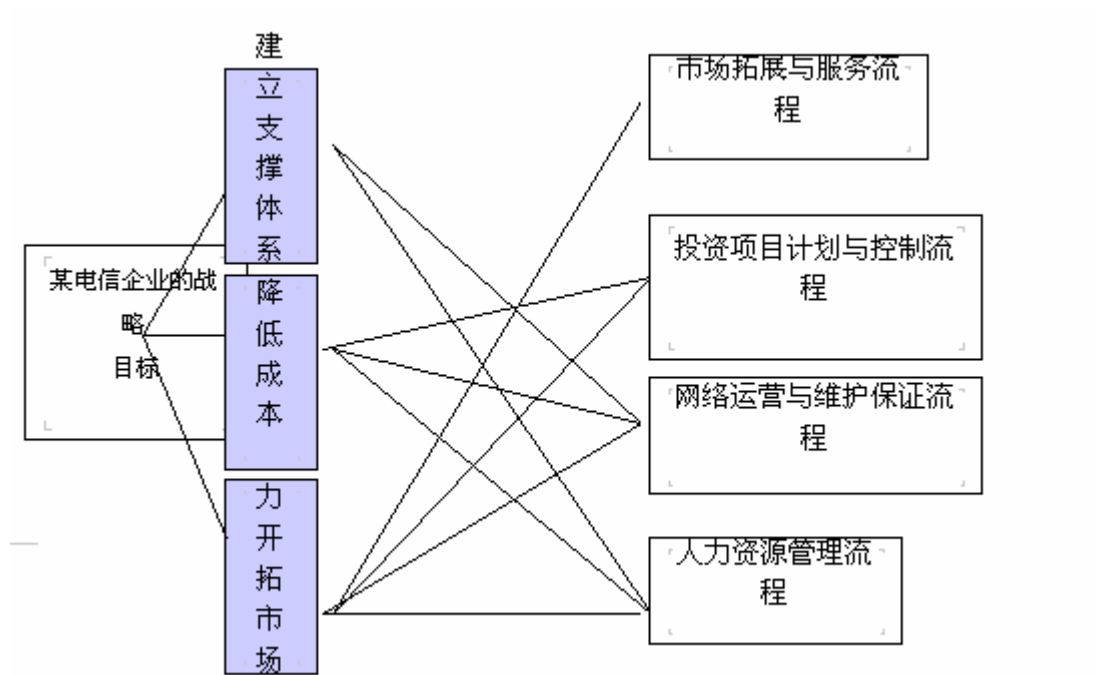 某电信企业的战
略
目标
建
立
支
撑
体
系
降
低
成
本
力
开
拓
市
场
市场拓展与服务流
程
投资项目计划与控制流
程
网络运营与维护保证流
程
人力资源管理流
程